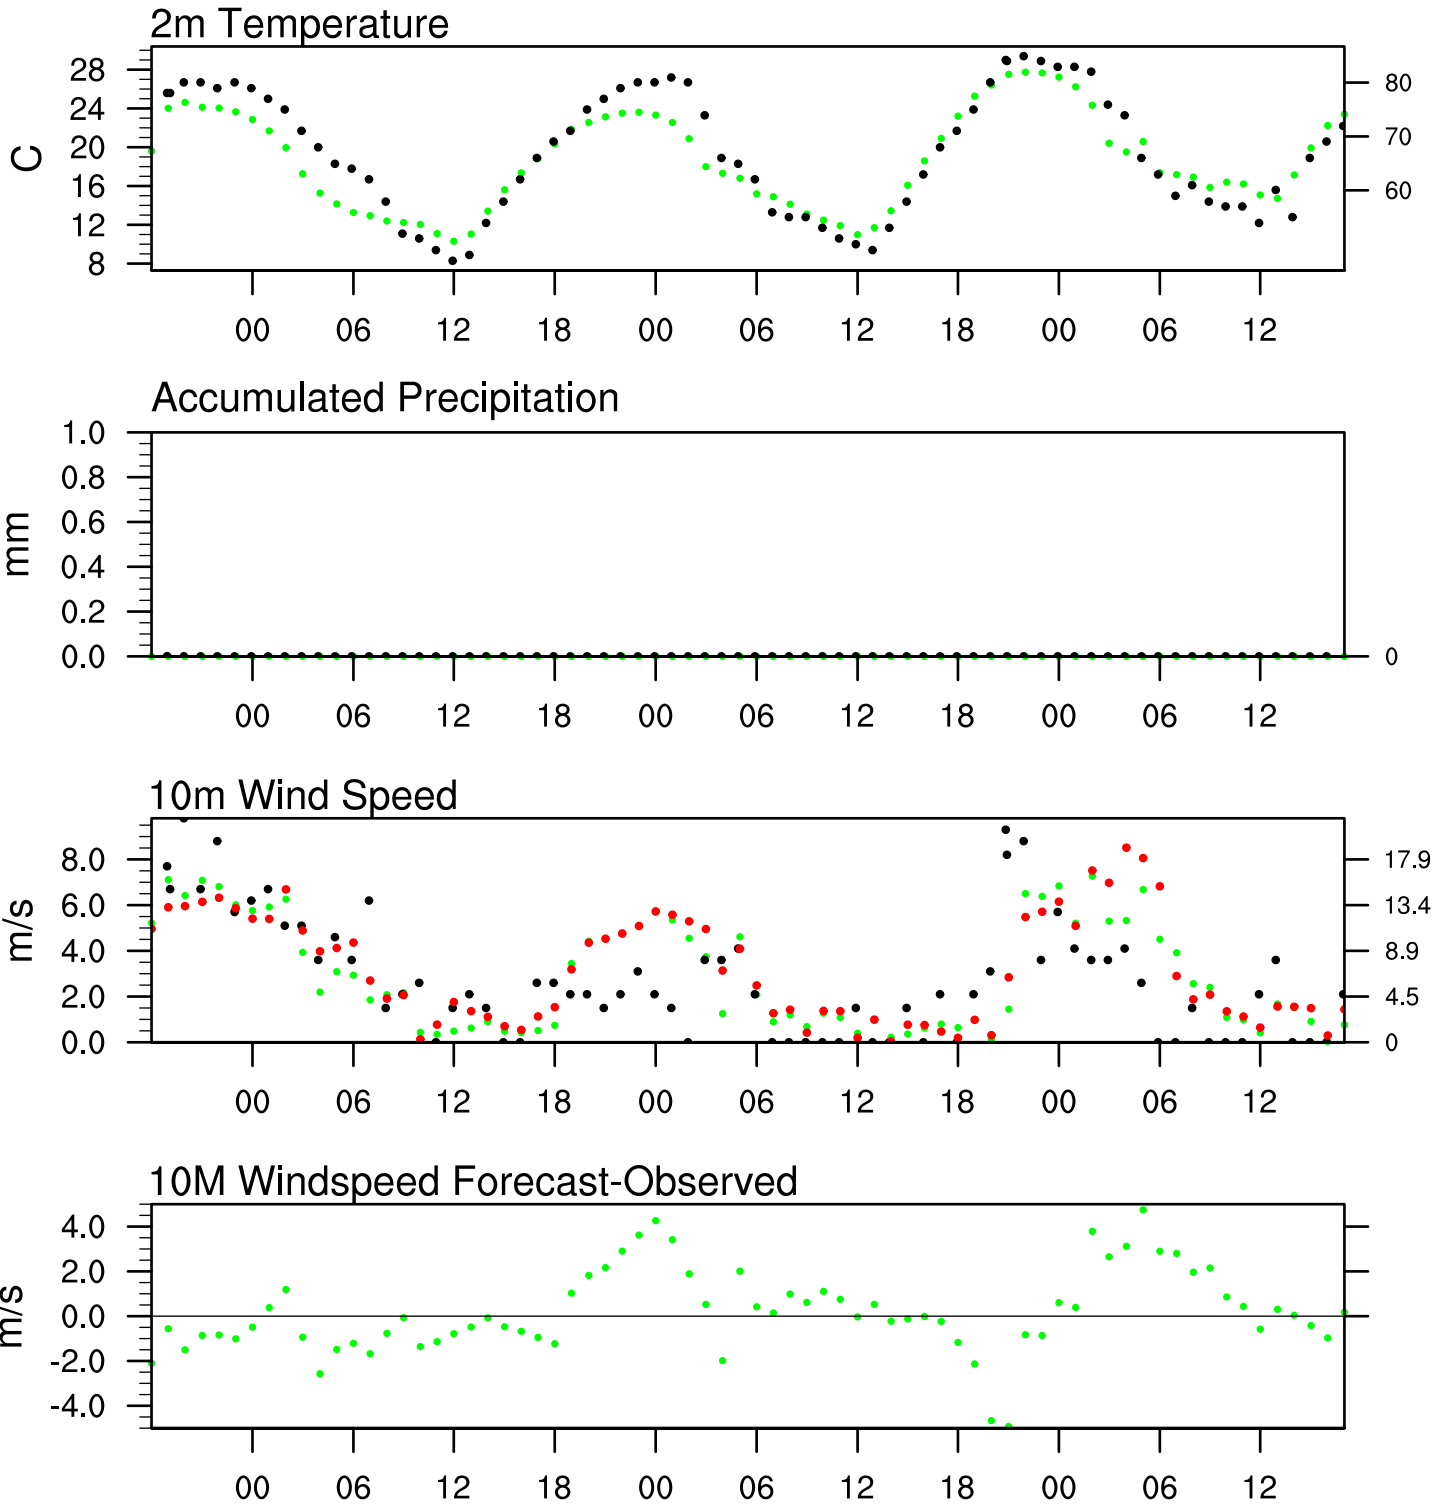 2m Temperature
C
28
24
20
16
12
8
80
70
60
00 06 12 18 00 06 12 18 00 06 12
Accumulated Precipitation
mm
1.0
0.8
0.6
0.4
0.2
0.0
0
00 06 12 18 00 06 12 18 00 06 12
10m Wind Speed
m/s
8.0
6.0
4.0
2.0
0.0
17.9
13.4
8.9
4.5
0
00 06 12 18 00 06 12 18 00 06 12
10M Windspeed Forecast-Observed
m/s
4.0
2.0
0.0
-2.0
-4.0
00 06 12 18 00 06 12 18 00 06 12